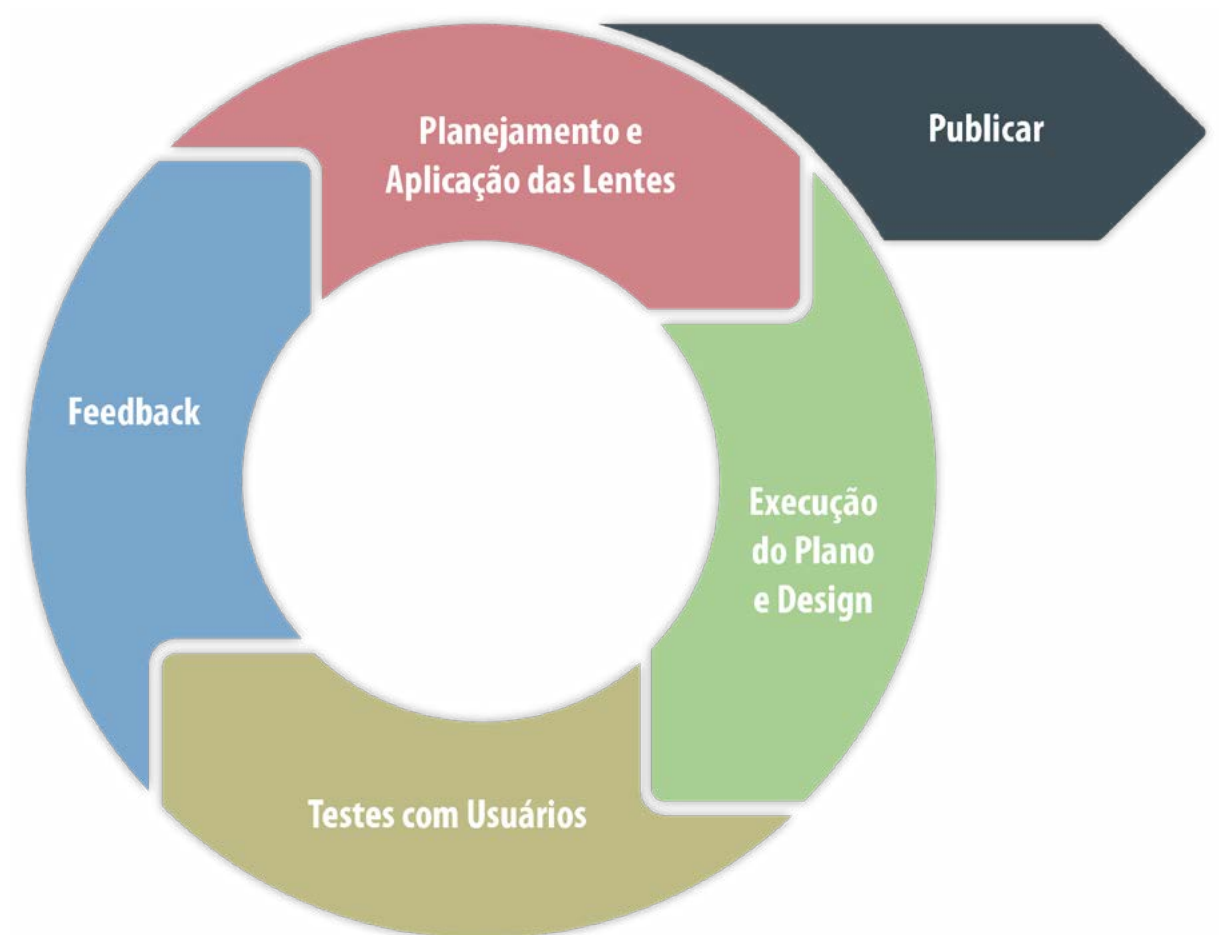 Planejamento e
Aplicação das Lentes
Publicar
Execução
do Plano
e Design
Testes com Usuários
Feedback